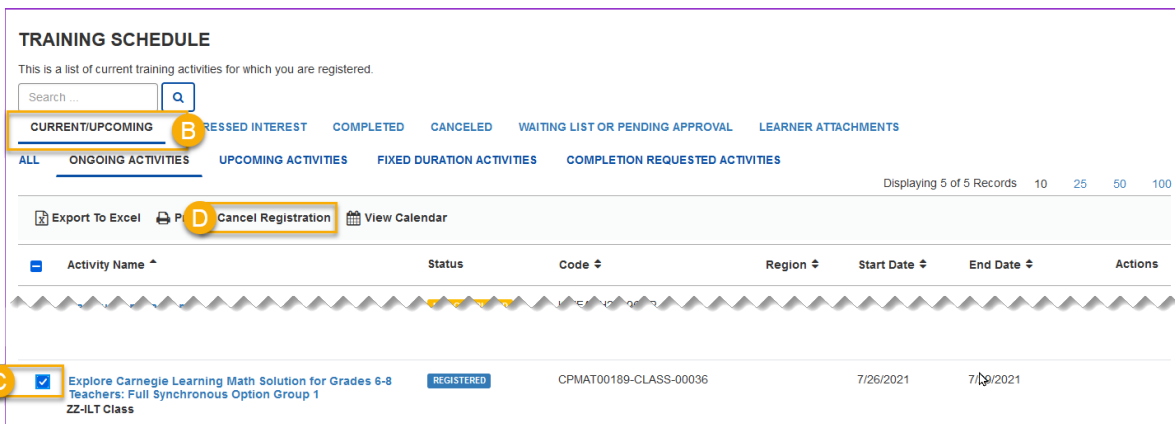 TRAINING SCHEDULE
This is a list of current training activities for which you are registered.
Search ...
CURRENT/UPCOMING B RESSED INTEREST COMPLETED CANCELED WAITING LIST OR PENDING APPROVAL LEARNER ATTACHMENTS
ALL ONGOING ACTIVITIES UPCOMING ACTIVITIES FIXED DURATION ACTIVITIES COMPLETION REQUESTED ACTIVITIES
Displaying 5 of 5 Records 10 25 50 100
Export To Excel D Cancel Registration View Calendar
Activity Name Status Code Region Start Date End Date Actions
C Explore Carnegie Learning Math Solution for Grades 6-8 REGISTERED CPMAT00189-CLASS-00036 7/26/2021
Teachers: Full Synchronous Option Group 1
ZZ-ILT Class